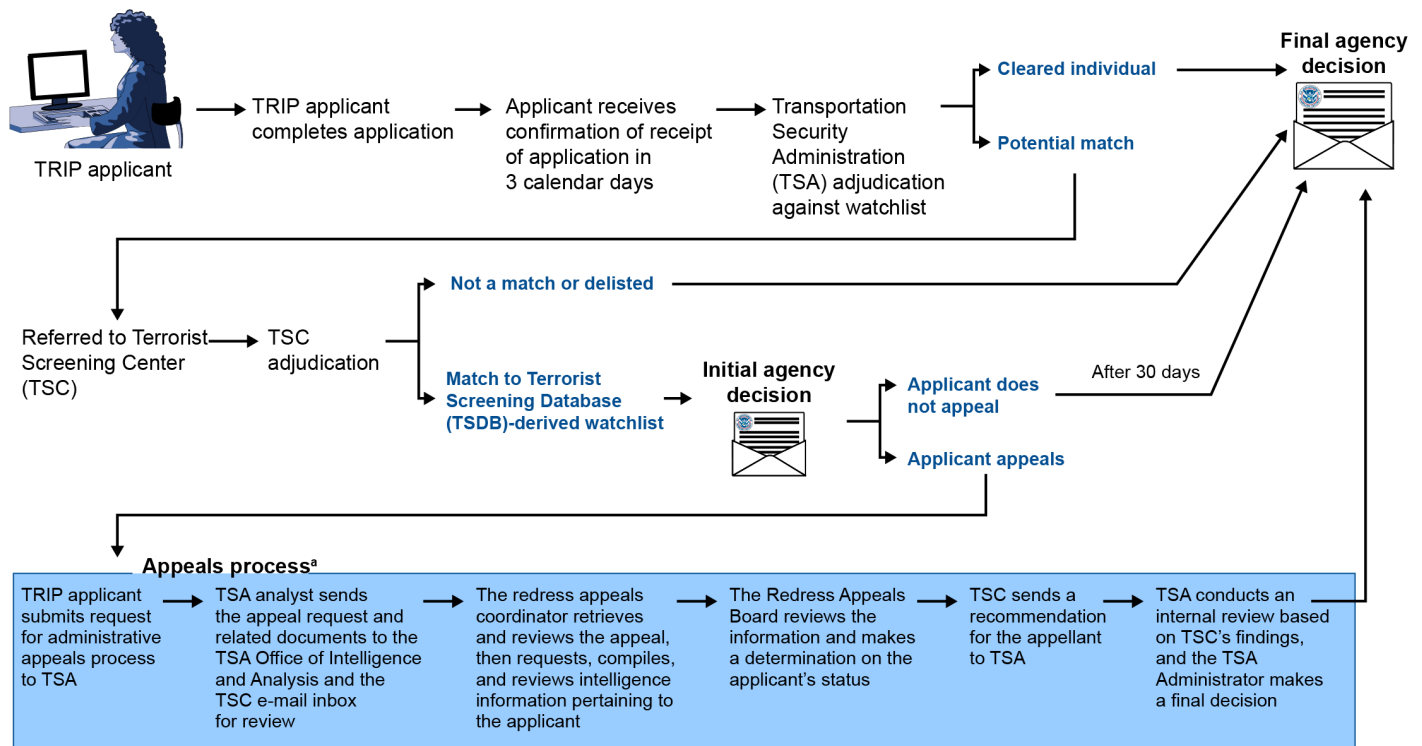 TRIP applicant
TRIP applicant
completes application
Applicant receives
confirmation of receipt
of application in
3 calendar days
Transportation
Security
Administration
(TSA) adjudication
against watchlist
Cleared individual
Potential match
Final agency
decision
Referred to Terrorist
Screening Center
(TSC)
TSC
adjudication
Not a match or delisted
Match to Terrorist
Screening Database
(TSDB)-derived watchlist
Initial agency
decision
Applicant does
not appeal
After 30 days
Applicant appeals
Appeals processᵃ
TRIP applicant
submits request
for administrative
appeals process
to TSA
TSA analyst sends
the appeal request and
related documents to the
TSA Office of Intelligence
and Analysis and the
TSC e-mail inbox
for review
The redress appeals
coordinator retrieves
and reviews the appeal,
then requests, compiles,
and reviews intelligence
information pertaining to
the applicant
The Redress Appeals
Board reviews the
information and makes
a determination on the
applicant’s status
TSC sends a
recommendation
for the appellant
to TSA
TSA conducts an
internal review based
on TSC’s findings,
and the TSA
Administrator makes
a final decision